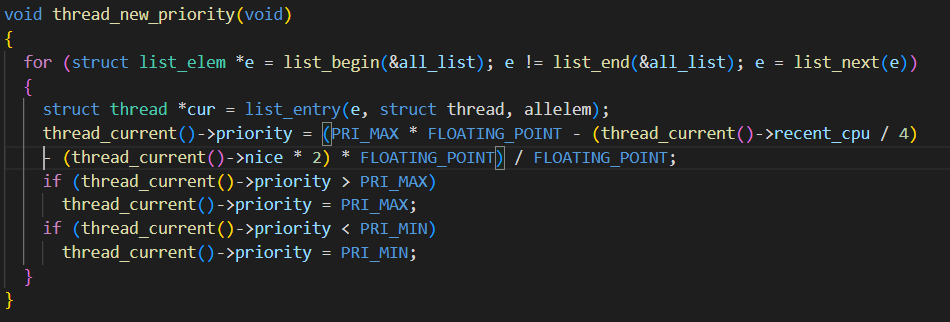 void thread_new_priority(void)
{
for (struct list_elem *e = list_begin(&all_list); e != list_end(&all_list); e = list_next(e))
{
struct thread *cur = list_entry(e, struct thread, allelem);
thread_current()->priority = (PRI_MAX * FLOATING_POINT - (thread_current()->recent_cpu / 4)
- (thread_current()->nice * 2) * FLOATING_POINT) / FLOATING_POINT;
if (thread_current()->priority > PRI_MAX)
thread_current()->priority = PRI_MAX;
if (thread_current()->priority < PRI_MIN)
thread_current()->priority = PRI_MIN;
}
}